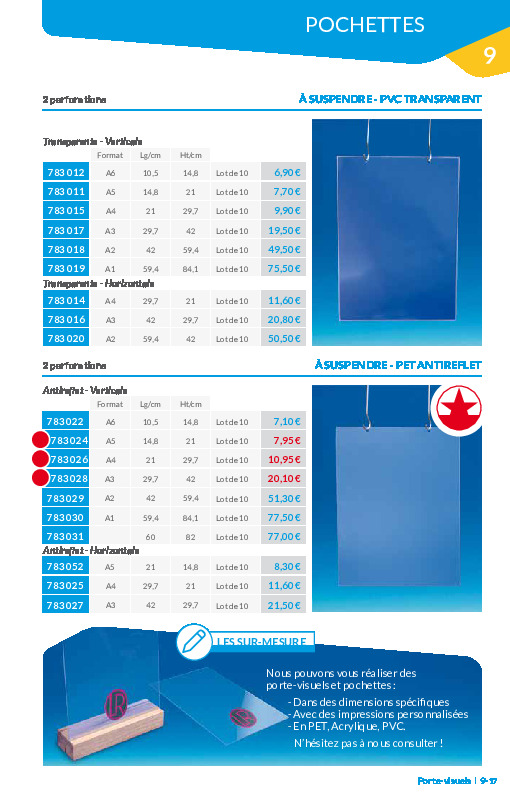 POCHETTES
9
2 perforations
À SUSPENDRE - PVC TRANSPARENT
Transparente - Verticale
Format Lg/cm Ht/cm
783 012 A6 10,5 14,8 Lot de 10 6,90 €
783 011 A5 14,8 21 Lot de 10 7,70 €
783 015 A4 21 29,7 Lot de 10 9,90 €
783 017 A3 29,7 42 Lot de 10 19,50 €
783 018 A2 42 59,4 Lot de 10 49,50 €
783 019 A1 59,4 84,1 Lot de 10 75,50 €
Transparente - Horizontale
783 014 A4 29,7 21 Lot de 10 11,60 €
783 016 A3 42 29,7 Lot de 10 20,80 €
783 020 A2 59,4 42 Lot de 10 50,50 €
2 perforations
À SUSPENDRE - PET ANTIREFLET
Antireflet - Verticale
Format Lg/cm Ht/cm
783022 A6 10,5 14,8 Lot de 10 7,10 €
783024 A5 14,8 21 Lot de 10 7,95 €
783026 A4 21 29,7 Lot de 10 10,95 €
783028 A3 29,7 42 Lot de 10 20,10 €
783029 A2 42 59,4 Lot de 10 51,30 €
783030 A1 59,4 84,1 Lot de 10 77,50 €
783031 60 82 Lot de 10 77,00 €
Antireflet - Horizontale
783052 A5 21 14,8 Lot de 10 8,30 €
783025 A4 29,7 21 Lot de 10 11,60 €
783027 A3 42 29,7 Lot de 10 21,50 €
LES SUR-MESURE
Nous pouvons vous réaliser des
porte-visuels et pochettes :
- Dans des dimensions spécifiques
- Avec des impressions personnalisées
- En PET, Acrylique, PVC.
N'hésitez pas à nous consulter !
Porte-visuels | 9-17